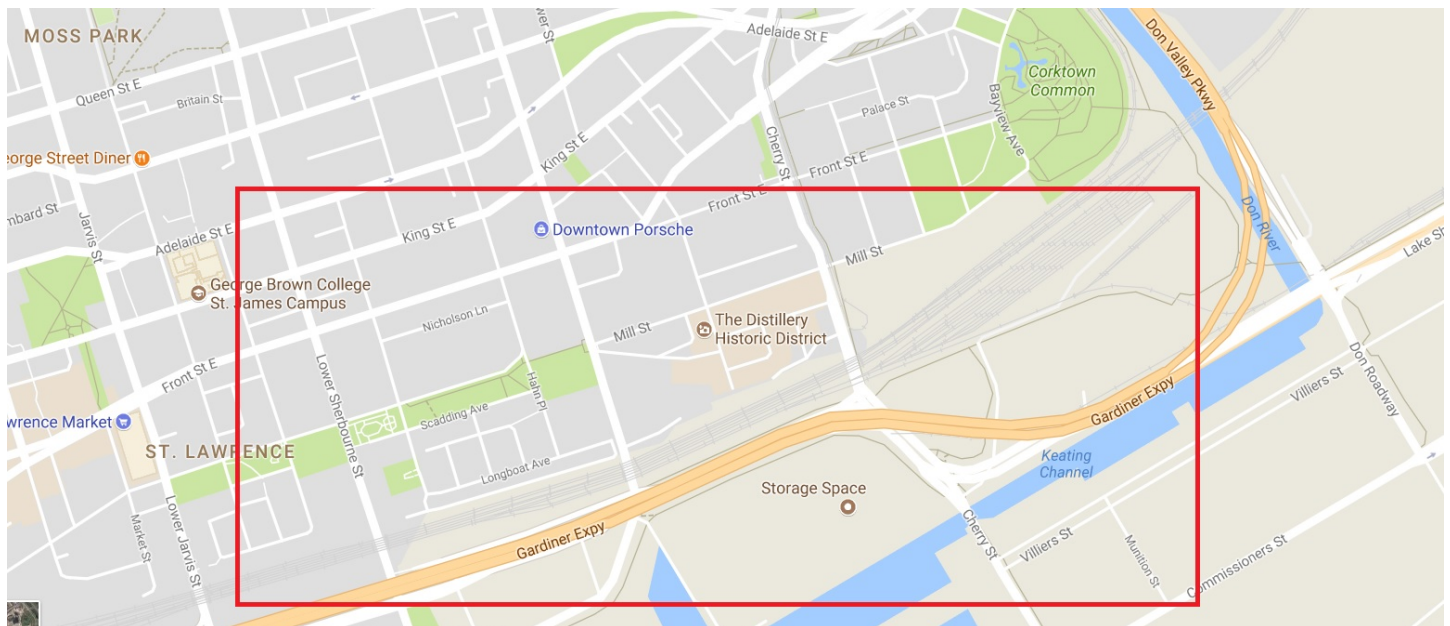 MOSS PARK
Queen St E
Britain St
wer St
Adelaide St E
Corktown
Common
Don Valley Pkwy
Palace St
Bayview Ave
Cherry St
eorge Street Diner
King St E
Front St E
Front St E
ombard St
Jarvis St
Adelaide St E
King St E
Downtown Porsche
Don River
Lake Sh
Mill St
George Brown College
St. James Campus
Nicholson Ln
Mill St
The Distillery
Historic District
Front St E
Lower Sherbourne St
Hahn Pl
Scadding Ave
Gardiner Expy
Villiers St
Don Roadway
wrence Market
ST. LAWRENCE
Longboat Ave
Keating
Channel
Storage Space
Lower Jarvis St
Market St
Gardiner Expy
Cherry St
Villiers St
Munition St
Commissioners St